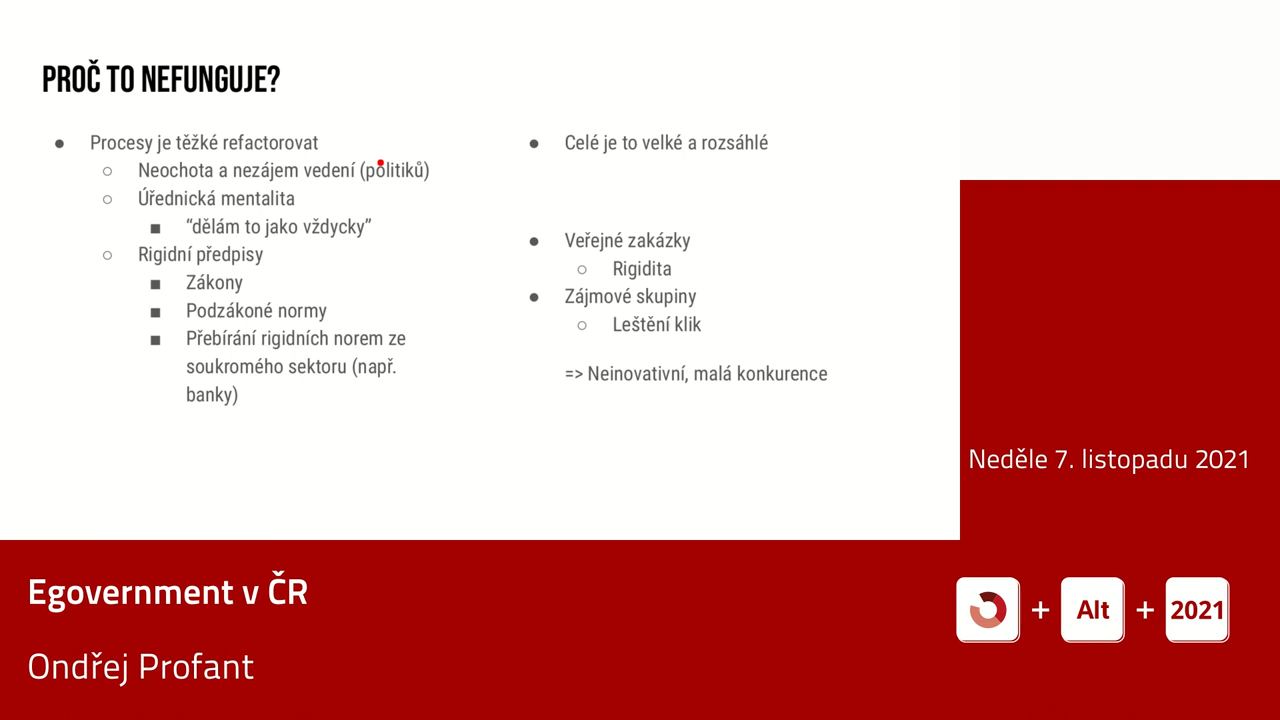 PROČ TO NEFUNGUJE?
● Procesy je těžké refactorovat
○ Neochota a nezájem vedení (politiků)
○ Úřednická mentalita
■ “dělám to jako vždycky”
○ Rigidní předpisy
■ Zákony
■ Podzákoné normy
■ Přebírání rigidních norem ze
soukromého sektoru (např.
banky)
● Celé je to velké a rozsáhlé
● Veřejné zakázky
○ Rigidita
● Zájmové skupiny
○ Leštění klik
=> Neinovativní, malá konkurence
Neděle 7. listopadu 2021
Egovernment v ČR
Ondřej Profant
+ Alt + 2021